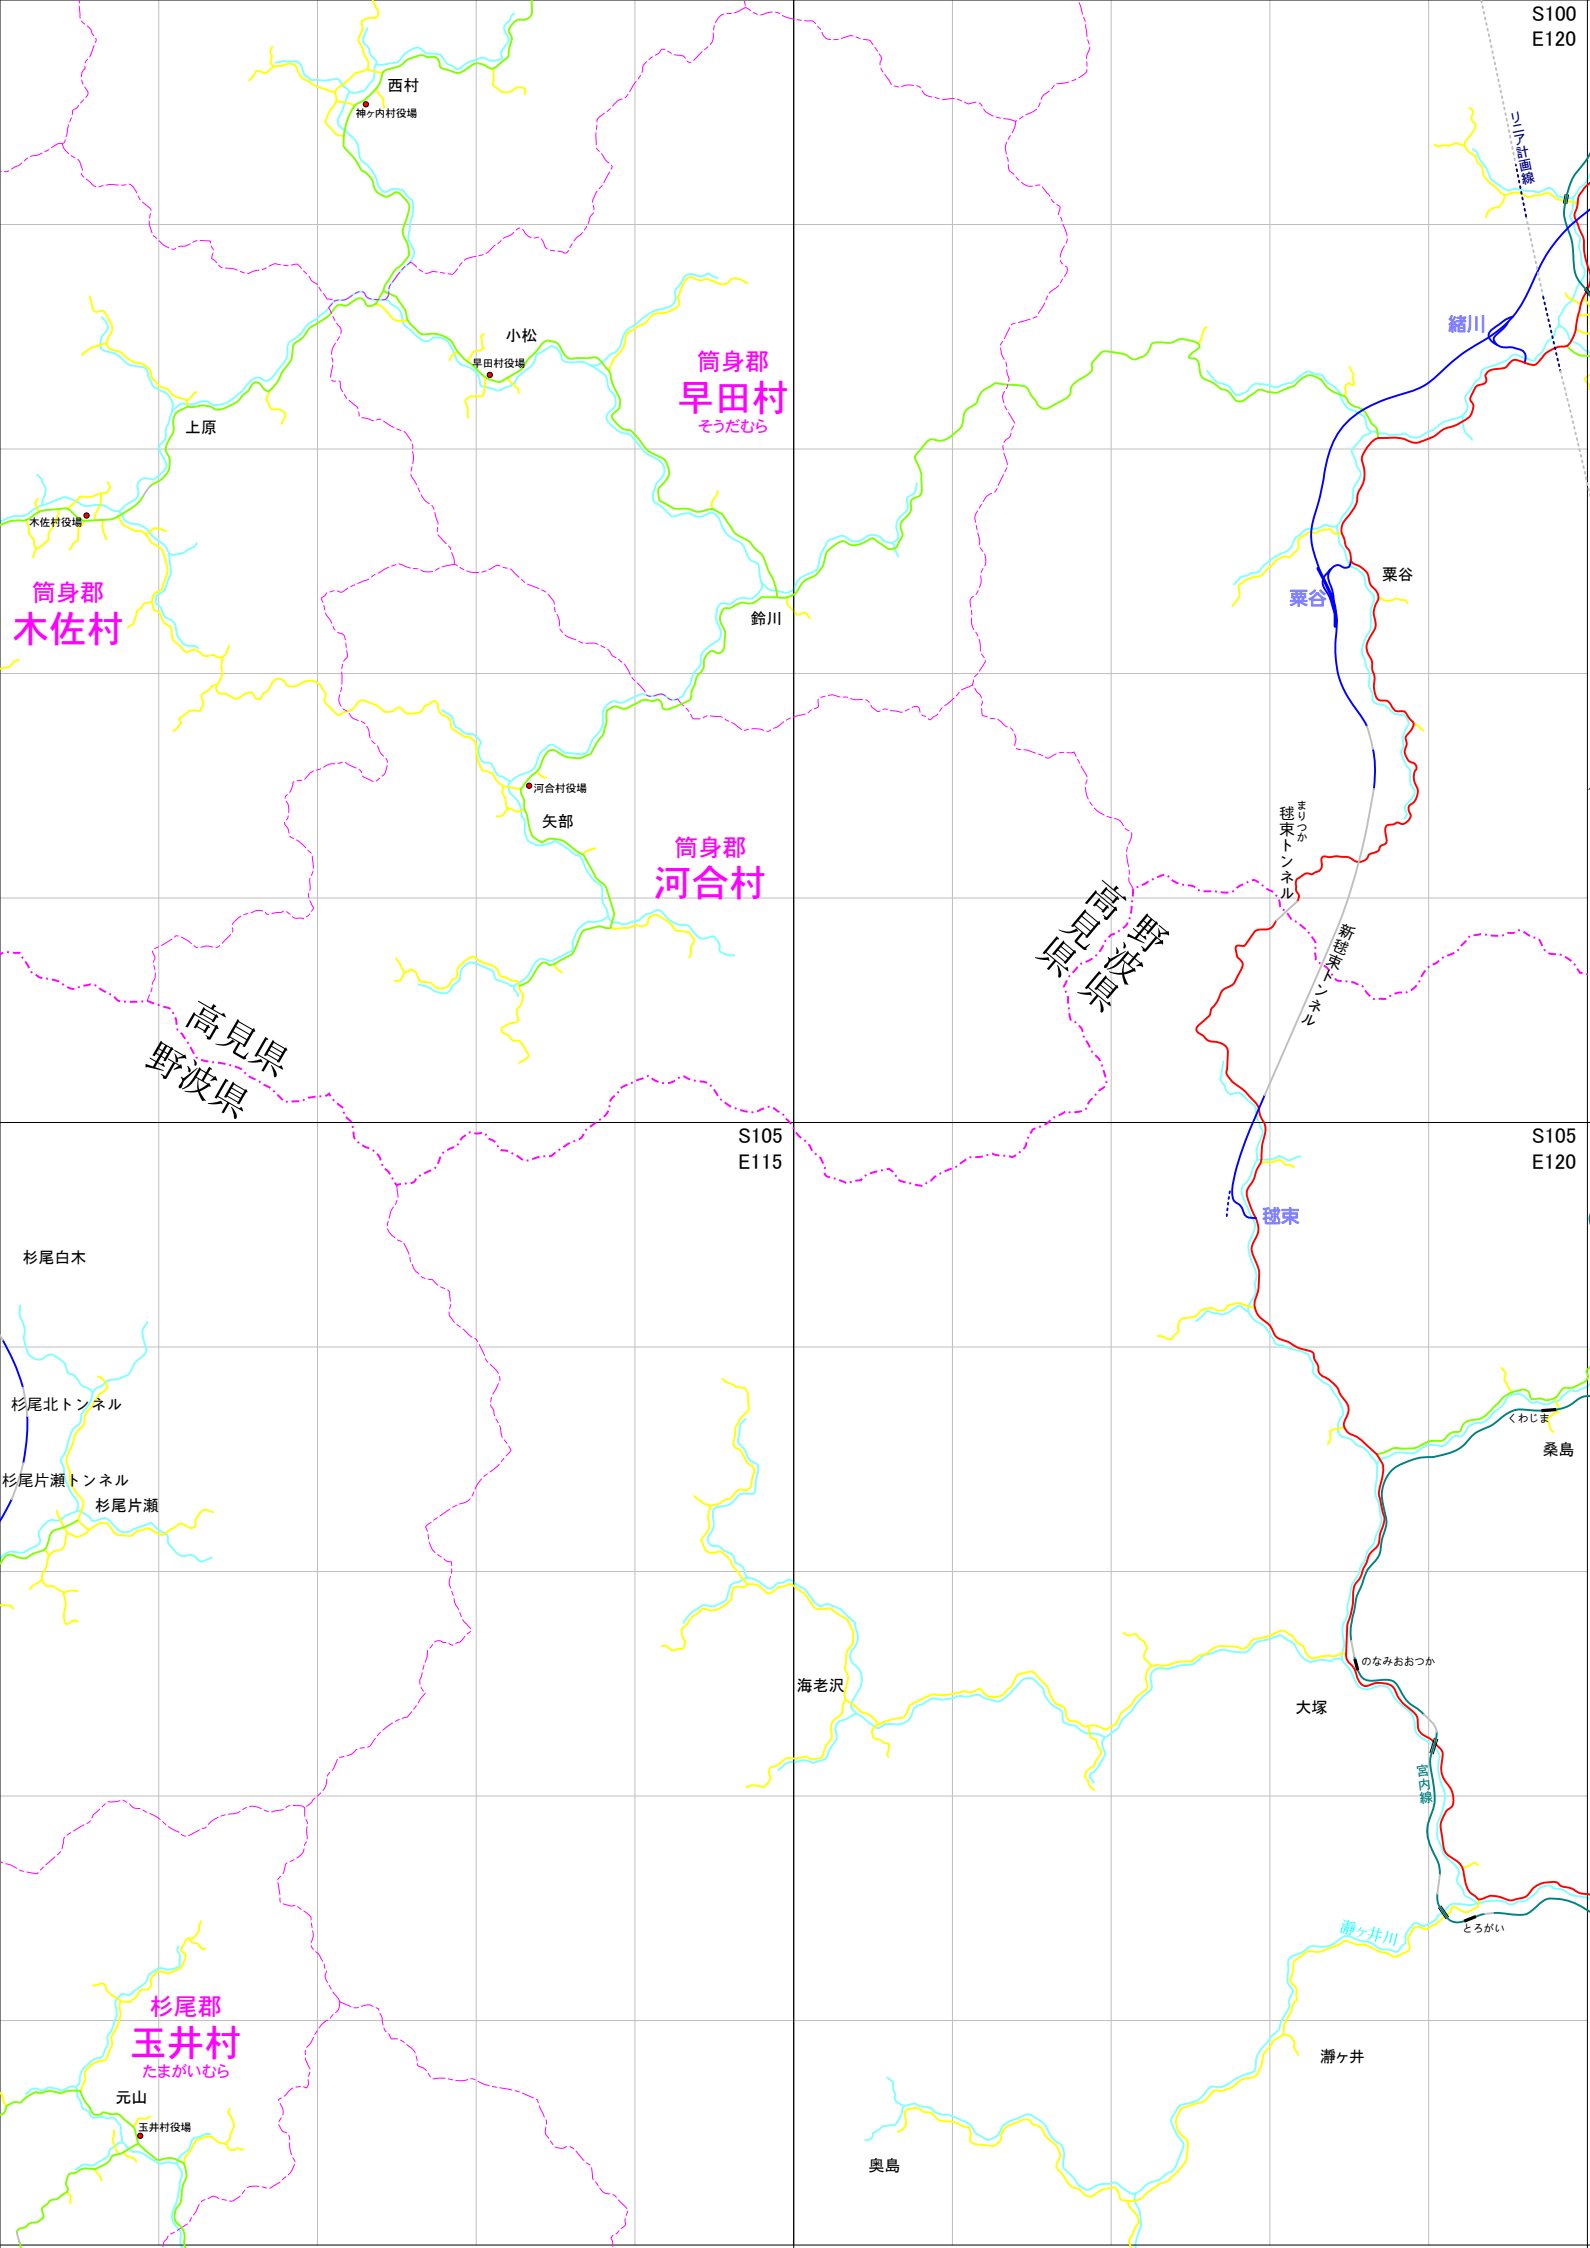 S100
E120
西村
神ヶ内村役場
リニア計画線
緒川
小松
早田村役場
筒身郡
早田村
そうだむら
上原
木佐村役場
筒身郡
木佐村
粟谷
粟谷
鈴川
河合村役場
矢部
筒身郡
河合村
まりつか
毬束トンネル
新毬束トンネル
高見県
野波県
高見県
野波県
S105
E115
S105
E120
毬束
杉尾白木
杉尾北トンネル
杉尾片瀬トンネル
杉尾片瀬
くわじま
桑島
のなみおおつか
海老沢
大塚
宮内線
瀞ヶ井川
とろがい
杉尾郡
玉井村
たまがいむら
元山
玉井村役場
瀞ヶ井
奥島